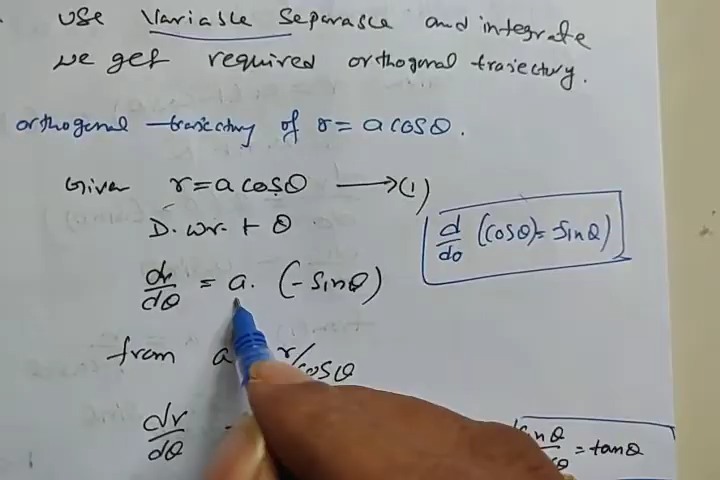 use Variable Separable and integrate
we get required orthogonal trajectory.
orthogonal trajectory of r = a cosθ.
Given r = a cosθ → (1)
D. w.r. t θ
d/dθ (cosθ) = -sinθ)
dr/dθ = a. (-sinθ)
from a r/cosθ
dr/dθ
= tanθ